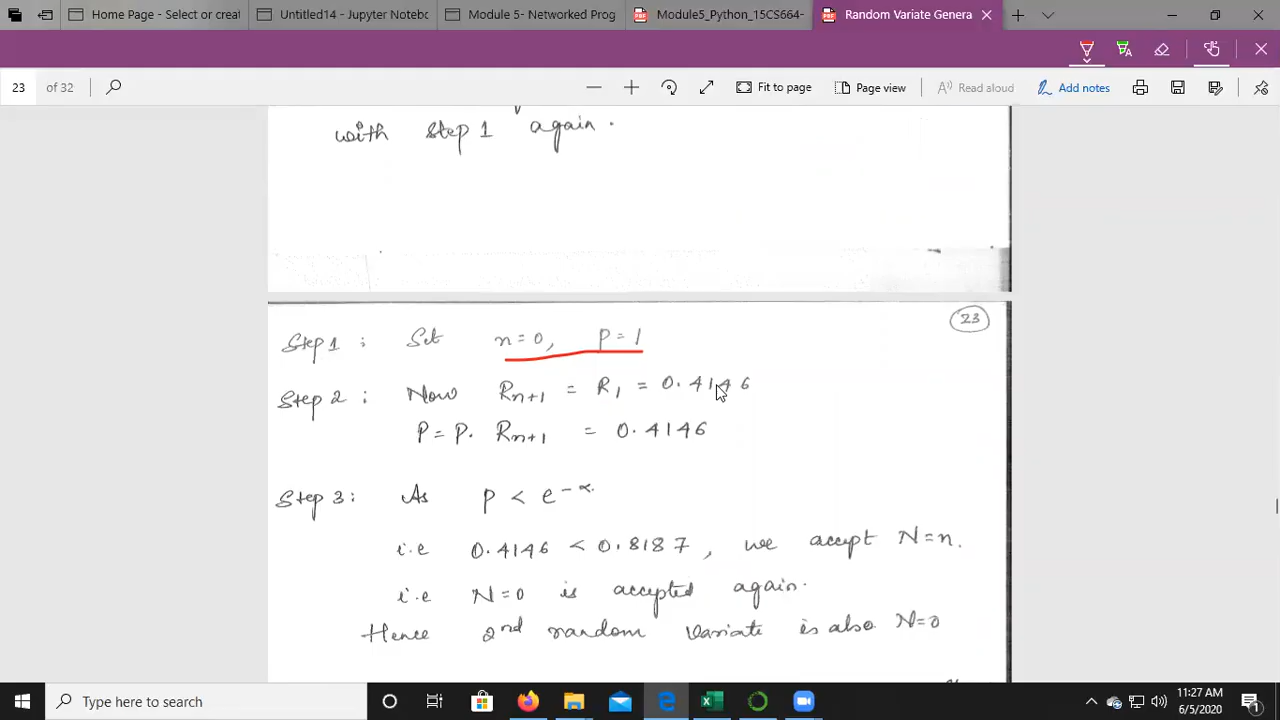 Home Page - Select or creat
Untitled14 - Jupyter Notebo
Module 5- Networked Prog
Module5_Python_15CS664-
Random Variate Genera
23 of 32
Fit to page
Page view
Read aloud
Add notes
with step 1 again.
23
Step 1 : Set n=0, P=1
Step 2 : Now Rn+1 = R1 = 0.4146
P=P. Rn+1 = 0.4146
Step 3: As P < e-α
i.e 0.4146 < 0.8187, we accept N=n.
i.e N=0 is accepted again.
Hence 2nd random variate is also N=0
Type here to search
11:27 AM
6/5/2020
1